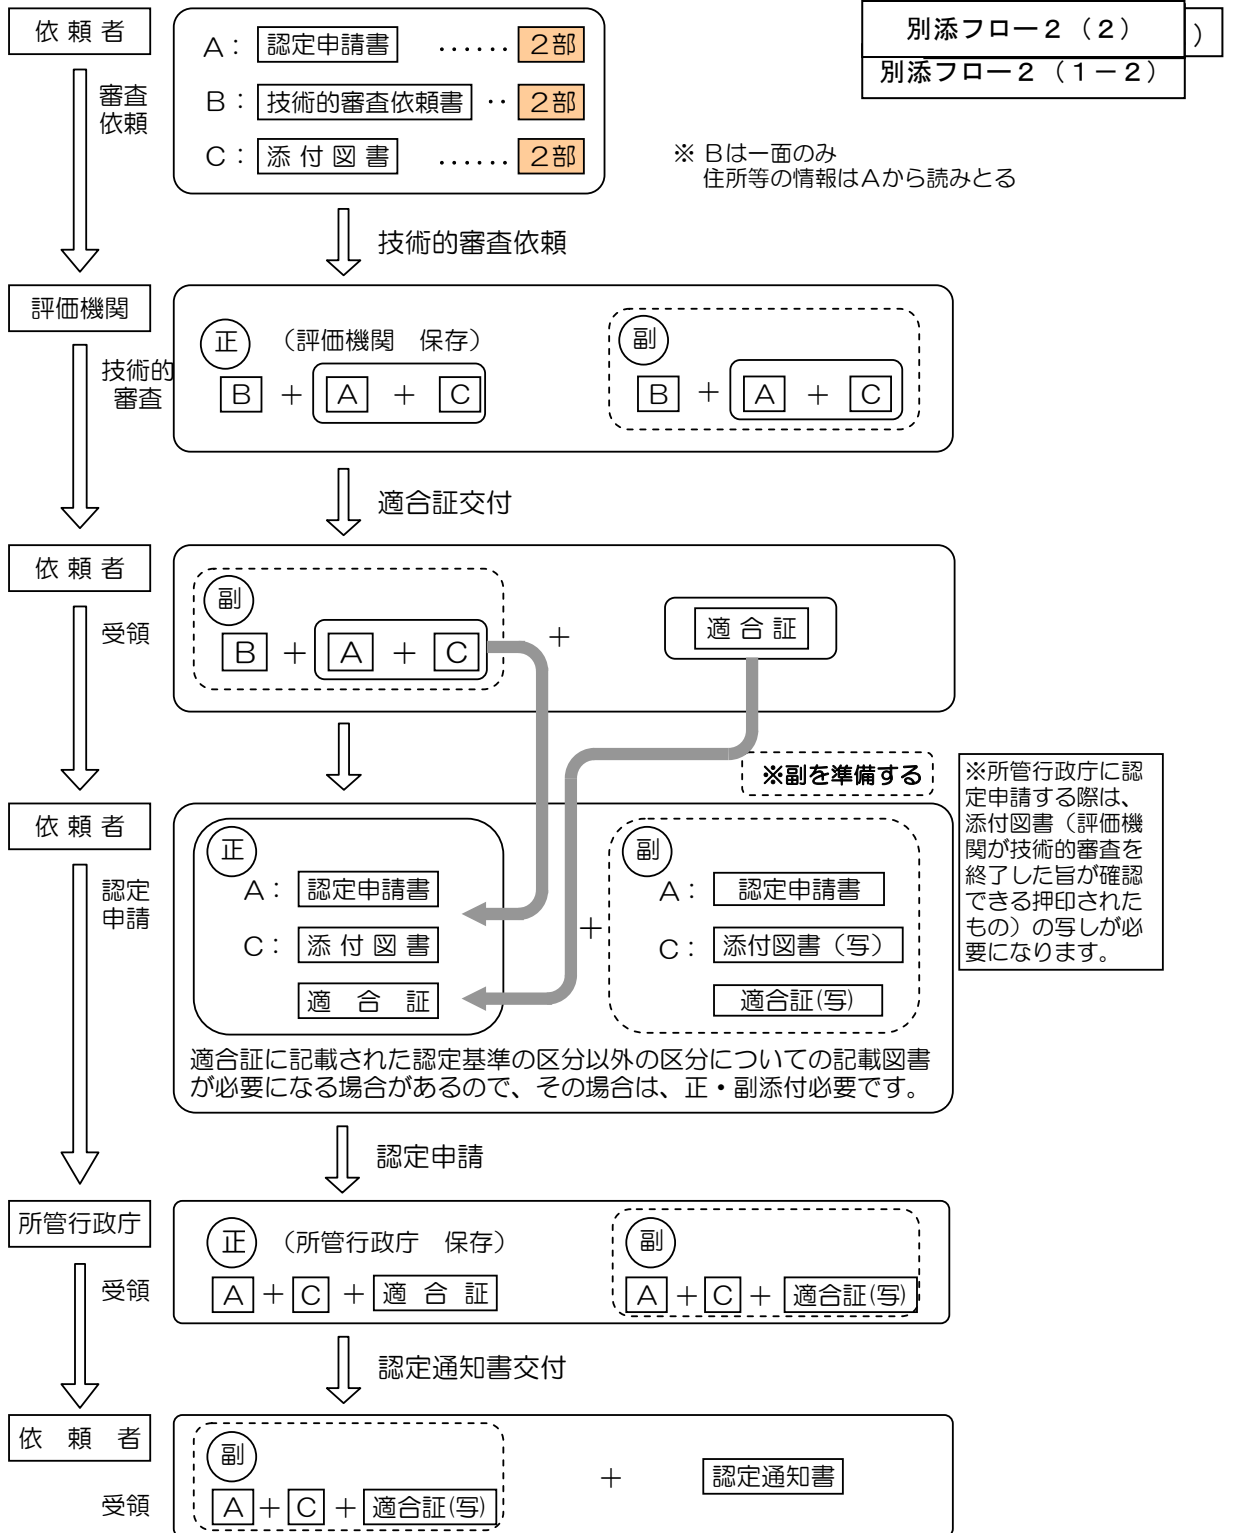 依 頼 者
A： 認定申請書 …… ２部
B： 技術的審査依頼書 ‥ ２部
C： 添 付 図 書 …… ２部
別添フロー２（２）
）
別添フロー２（１－２）
審査
依頼
※ Bは一面のみ
住所等の情報はAから読みとる
技術的審査依頼
評価機関
正 （評価機関　保存） 副
B ＋ A ＋ C B ＋ A ＋ C
技術的
審査
適合証交付
依 頼 者
副
B ＋ A ＋ C ＋ 適 合 証
受領
※副を準備する
※所管行政庁に認
定申請する際は、
添付図書（評価機
関が技術的審査を
終了した旨が確認
できる押印された
もの）の写しが必
要になります。
依 頼 者
認定
申請
正
A： 認定申請書
C： 添 付 図 書
適　合　証
＋
副
A： 認定申請書
C： 添付図書（写）
適合証(写)
適合証に記載された認定基準の区分以外の区分についての記載図書
が必要になる場合があるので、その場合は、正・副添付必要です。
認定申請
所管行政庁
正 （所管行政庁　保存） 副
受領
A ＋ C ＋ 適 合 証 A ＋ C ＋ 適合証(写)
認定通知書交付
依　頼　者
副
＋ 認定通知書
受領
A ＋ C ＋ 適合証(写)